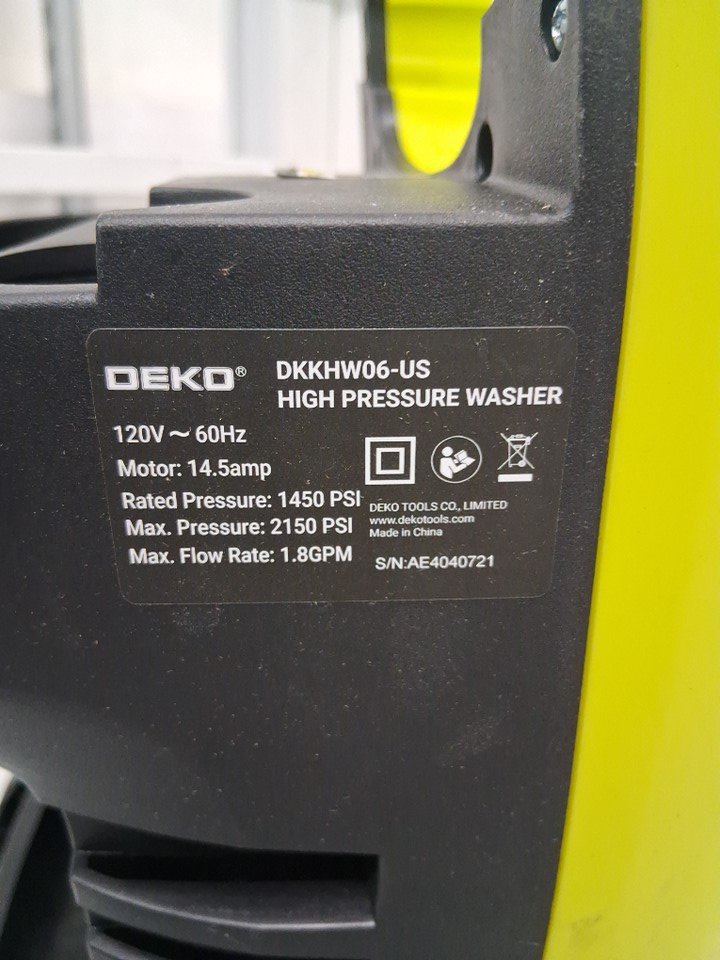 DEKO®
DKKHW06-US
HIGH PRESSURE WASHER
120V ~ 60Hz
Motor: 14.5amp
Rated Pressure: 1450 PSI
Max. Pressure: 2150 PSI
Max. Flow Rate: 1.8GPM
DEKO TOOLS CO., LIMITED
www.dekotools.com
Made in China
S/N:AE4040721